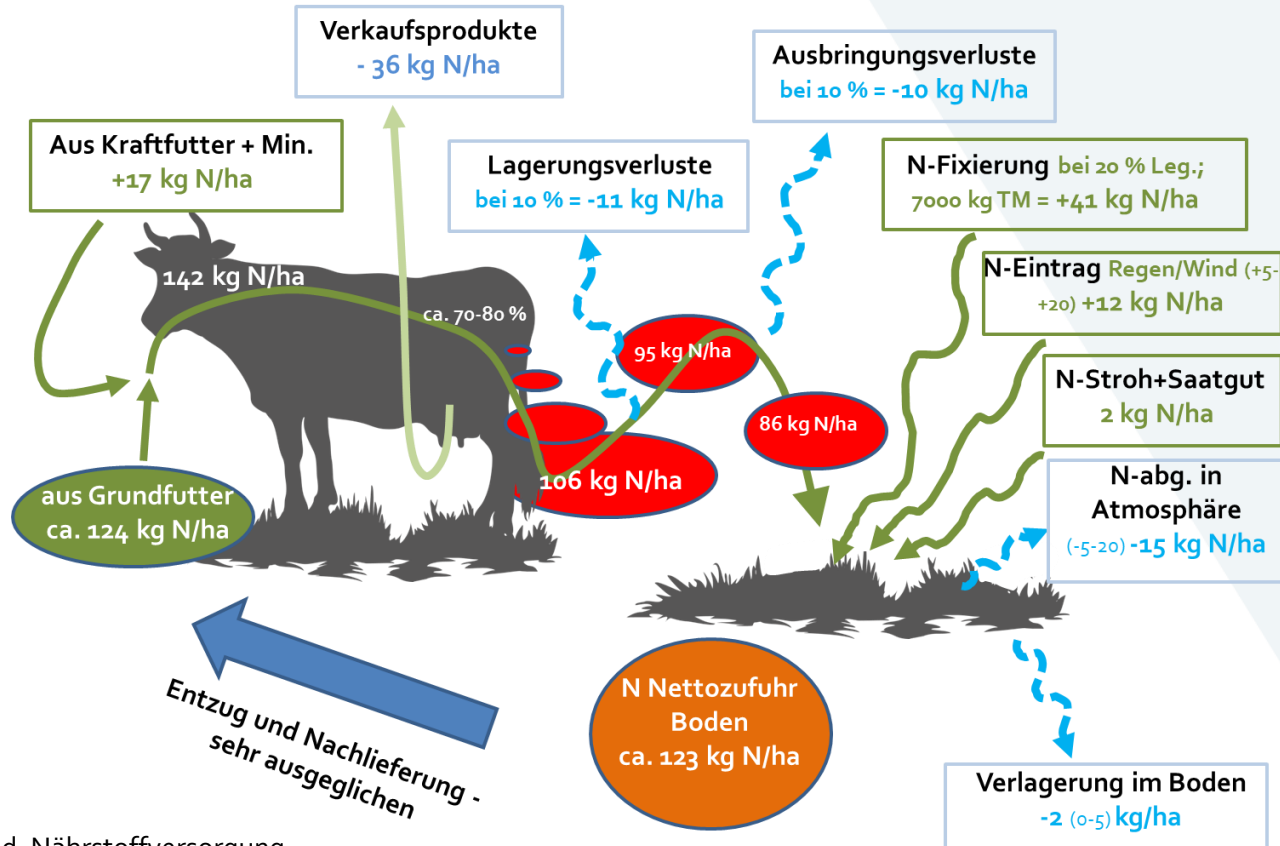 Verkaufsprodukte
- 36 kg N/ha
Ausbringungsverluste
bei 10 % = -10 kg N/ha
Aus Kraftfutter + Min.
+17 kg N/ha
Lagerungsverluste
bei 10 % = -11 kg N/ha
N-Fixierung bei 20 % Leg.;
7000 kg TM = +41 kg N/ha
N-Eintrag Regen/Wind (+5-
+20) +12 kg N/ha
142 kg N/ha
ca. 70-80 %
95 kg N/ha
86 kg N/ha
N-Stroh+Saatgut
2 kg N/ha
106 kg N/ha
aus Grundfutter
ca. 124 kg N/ha
N-abg. in
Atmosphäre
(-5-20) -15 kg N/ha
Entzug und Nachlieferung -
sehr ausgeglichen
N Nettozufuhr
Boden
ca. 123 kg N/ha
Verlagerung im Boden
-2 (0-5) kg/ha
d. Nährstoffversorgung